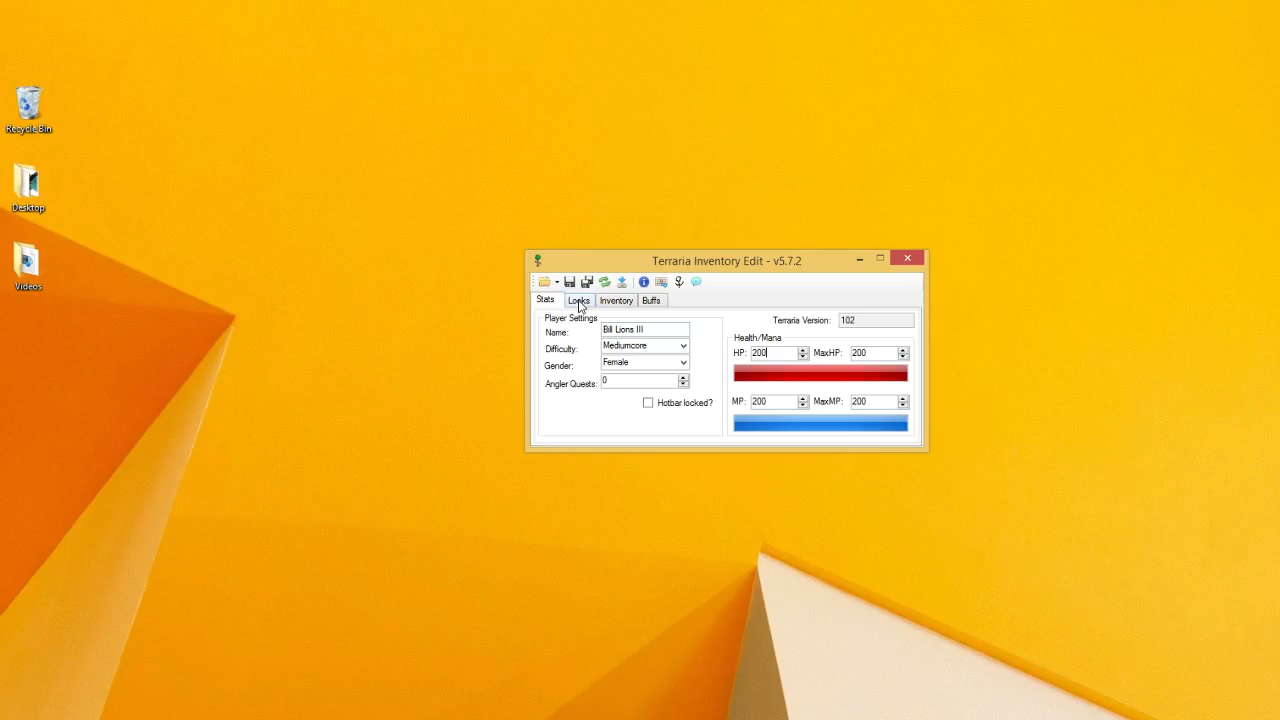 Recycle Bin
Desktop
Videos
Terraria Inventory Edit - v5.7.2
Stats Looks Inventory Buffs
Player Settings
Name: Bill Lions III
Difficulty: Mediumcore
Gender: Female
Angler Quests: 0
Hotbar locked?
Terraria Version: 102
Health/Mana
HP: 200 MaxHP: 200
MP: 200 MaxMP: 200